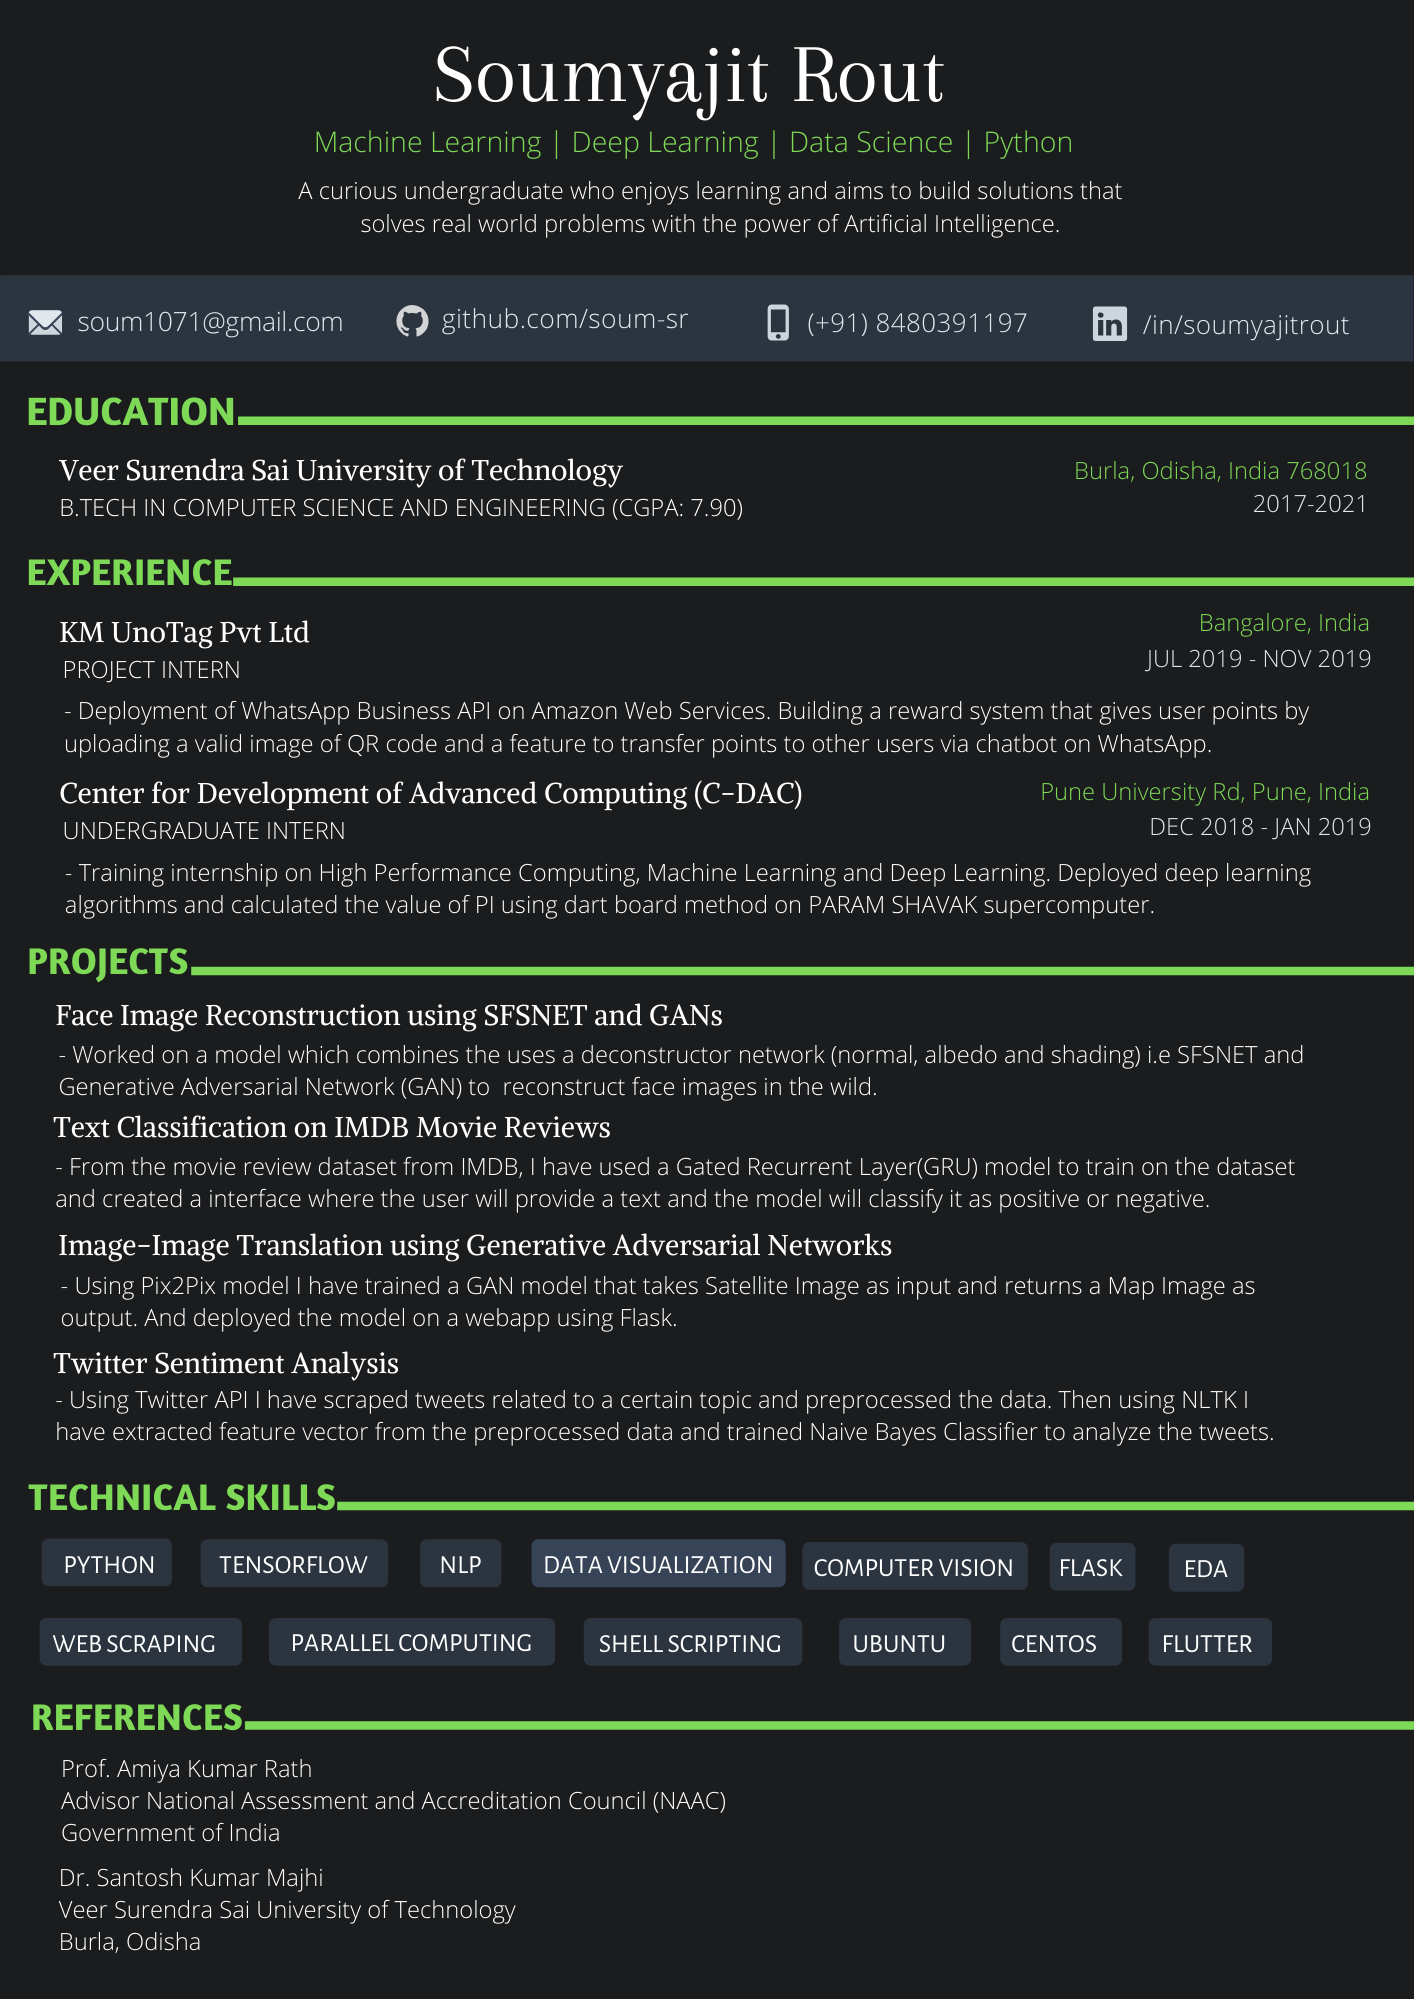 Soumyajit Rout
Machine Learning | Deep Learning | Data Science | Python
A curious undergraduate who enjoys learning and aims to build solutions that
solves real world problems with the power of Artificial Intelligence.
soum1071@gmail.com
github.com/soum-sr
(+91) 8480391197
/in/soumyajitrout
EDUCATION
Veer Surendra Sai University of Technology
Burla, Odisha, India 768018
B.TECH IN COMPUTER SCIENCE AND ENGINEERING (CGPA: 7.90)
2017-2021
EXPERIENCE
KM UnoTag Pvt Ltd
Bangalore, India
PROJECT INTERN
JUL 2019 - NOV 2019
- Deployment of WhatsApp Business API on Amazon Web Services. Building a reward system that gives user points by
uploading a valid image of QR code and a feature to transfer points to other users via chatbot on WhatsApp.
Center for Development of Advanced Computing (C-DAC)
Pune University Rd, Pune, India
UNDERGRADUATE INTERN
DEC 2018 - JAN 2019
- Training internship on High Performance Computing, Machine Learning and Deep Learning. Deployed deep learning
algorithms and calculated the value of PI using dart board method on PARAM SHAVAK supercomputer.
PROJECTS
Face Image Reconstruction using SFSNET and GANs
- Worked on a model which combines the uses a deconstructor network (normal, albedo and shading) i.e SFSNET and
Generative Adversarial Network (GAN) to  reconstruct face images in the wild.
Text Classification on IMDB Movie Reviews
- From the movie review dataset from IMDB, I have used a Gated Recurrent Layer(GRU) model to train on the dataset
and created a interface where the user will provide a text and the model will classify it as positive or negative.
Image-Image Translation using Generative Adversarial Networks
- Using Pix2Pix model I have trained a GAN model that takes Satellite Image as input and returns a Map Image as
output. And deployed the model on a webapp using Flask.
Twitter Sentiment Analysis
- Using Twitter API I have scraped tweets related to a certain topic and preprocessed the data. Then using NLTK I
have extracted feature vector from the preprocessed data and trained Naive Bayes Classifier to analyze the tweets.
TECHNICAL SKILLS
PYTHON
TENSORFLOW
NLP
DATA VISUALIZATION
COMPUTER VISION
FLASK
EDA
WEB SCRAPING
PARALLEL COMPUTING
SHELL SCRIPTING
UBUNTU
CENTOS
FLUTTER
REFERENCES
Prof. Amiya Kumar Rath
Advisor National Assessment and Accreditation Council (NAAC)
Government of India
Dr. Santosh Kumar Majhi
Veer Surendra Sai University of Technology
Burla, Odisha